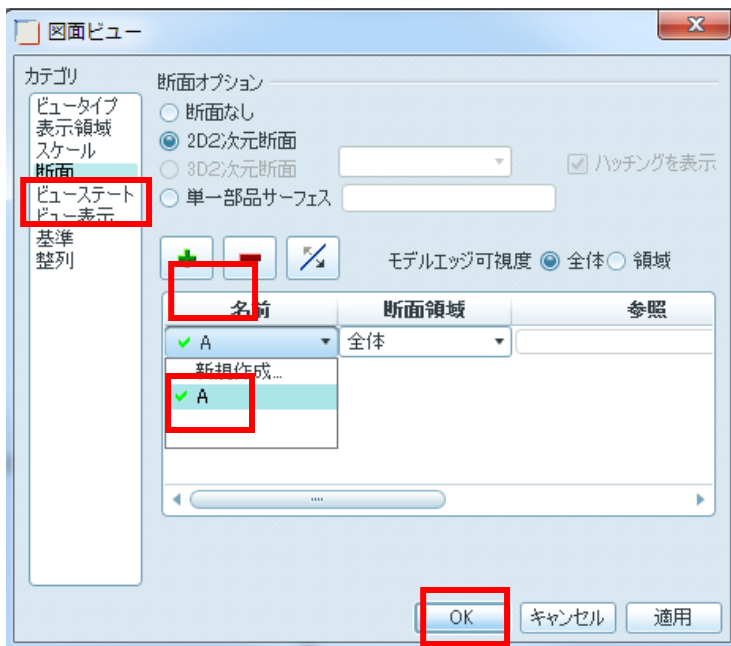 図面ビュー
カテゴリ
ビュータイプ
表示領域
スケール
断面
ビューステート
ビュー表示
基準
整列
断面オプション
断面なし
2D2次元断面
3D2次元断面
ハッチングを表示
単一部品サーフェス
モデルエッジ可視度 全体 領域
名前 断面領域 参照
A 全体
新規作成...
A
OK キャンセル 適用